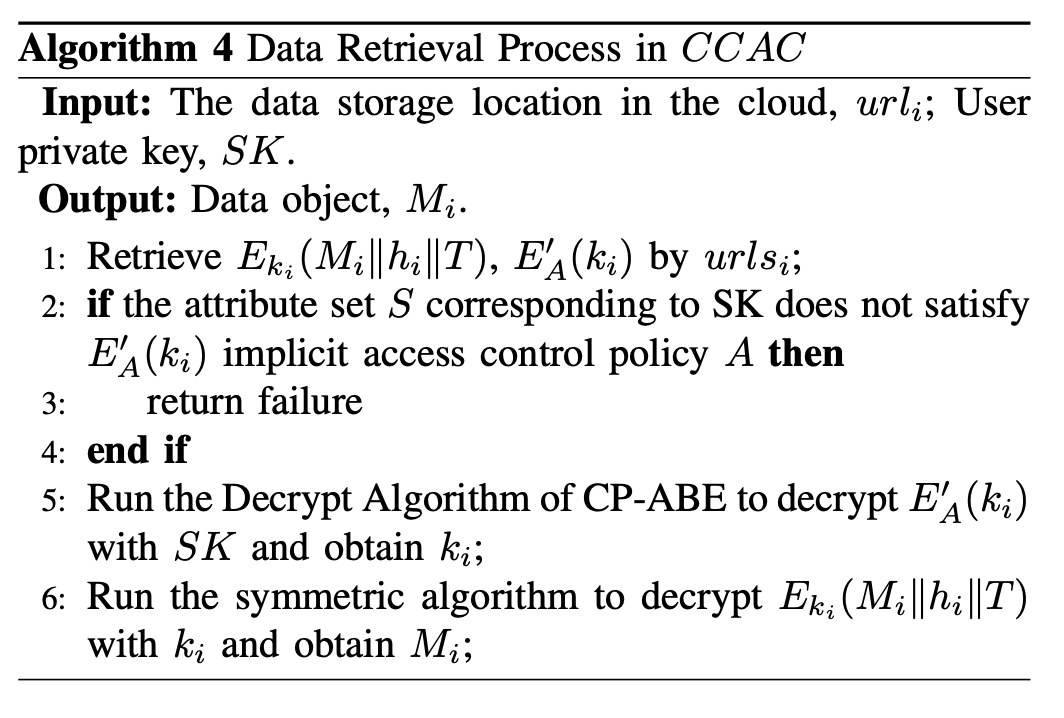 Algorithm 4 Data Retrieval Process in CCAC
Input: The data storage location in the cloud, url_i; User
private key, SK.
Output: Data object, M_i.
1: Retrieve E_{k_i}(M_i‖h_i‖T), E'_A(k_i) by urls_i;
2: if the attribute set S corresponding to SK does not satisfy
E'_A(k_i) implicit access control policy A then
3: return failure
4: end if
5: Run the Decrypt Algorithm of CP-ABE to decrypt E'_A(k_i)
with SK and obtain k_i;
6: Run the symmetric algorithm to decrypt E_{k_i}(M_i‖h_i‖T)
with k_i and obtain M_i;